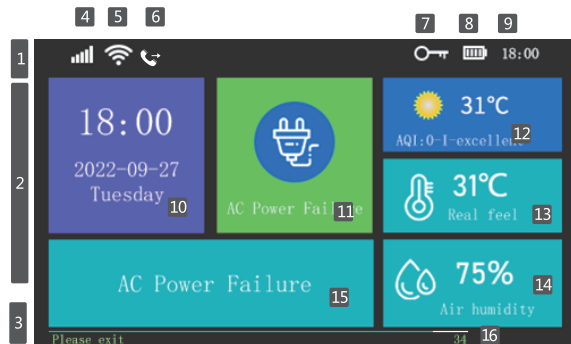 4 5 6 7 8 9
1 18:00
2
18:00
2022-09-27
Tuesday
10
AC Power Failure
11
31°C
AQI:0-I-excellent
12
31°C
Real feel
13
AC Power Failure
15
75%
Air humidity
14
3
Please exit 34 16